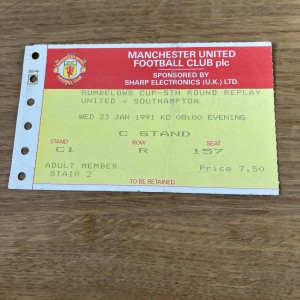 MANCHESTER UNITED
FOOTBALL CLUB plc
SPONSORED BY
SHARP ELECTRONICS (U.K.) LTD.
RUMBELOWS CUP-5TH ROUND REPLAY
UNITED v SOUTHAMPTON
WED 23 JAN 1991 KO 08:00 EVENING
C STAND
STAND ROW SEAT
C1 R 157
ADULT MEMBER Price 7.50
STAIR 2
TO BE RETAINED